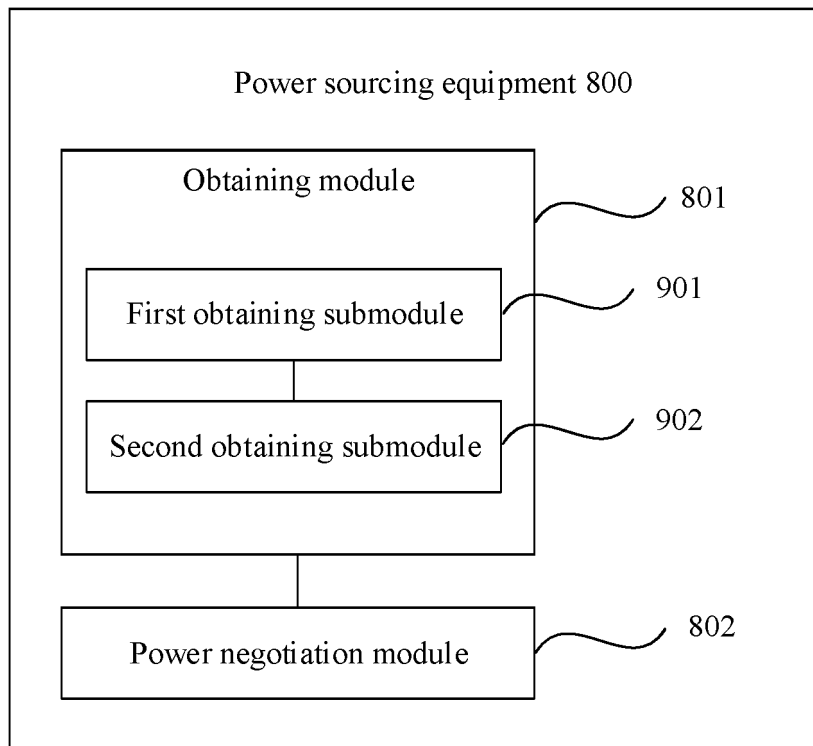 Power sourcing equipment 800
Obtaining module
801
First obtaining submodule
901
Second obtaining submodule
902
Power negotiation module
802